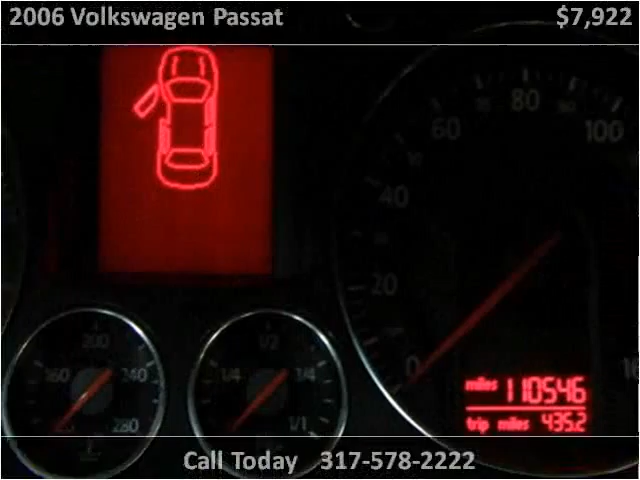 2006 Volkswagen Passat $7,922
80
60 100
40
20
0
200
160 240
280
1/2
1/4 3/4
1/1
miles 110546
trip miles 435.2
Call Today 317-578-2222